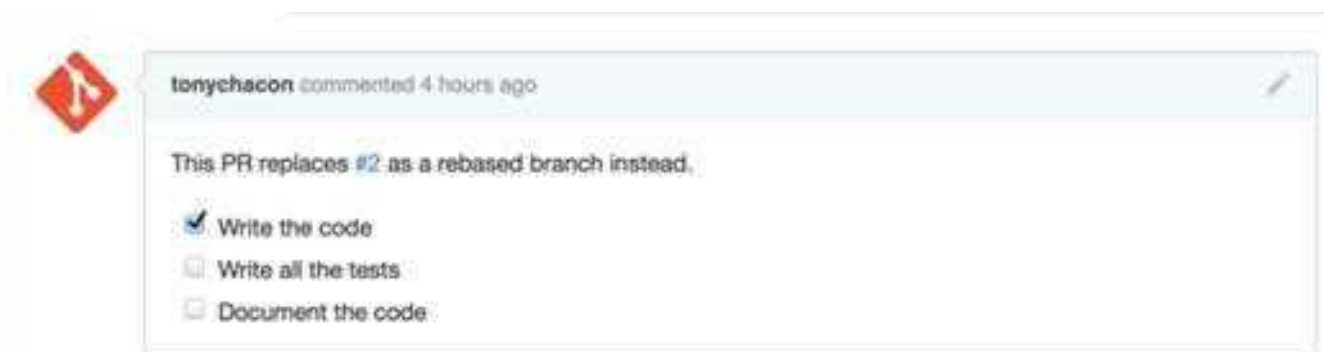 tonychacon commented 4 hours ago
This PR replaces #2 as a rebased branch instead.
Write the code
Write all the tests
Document the code